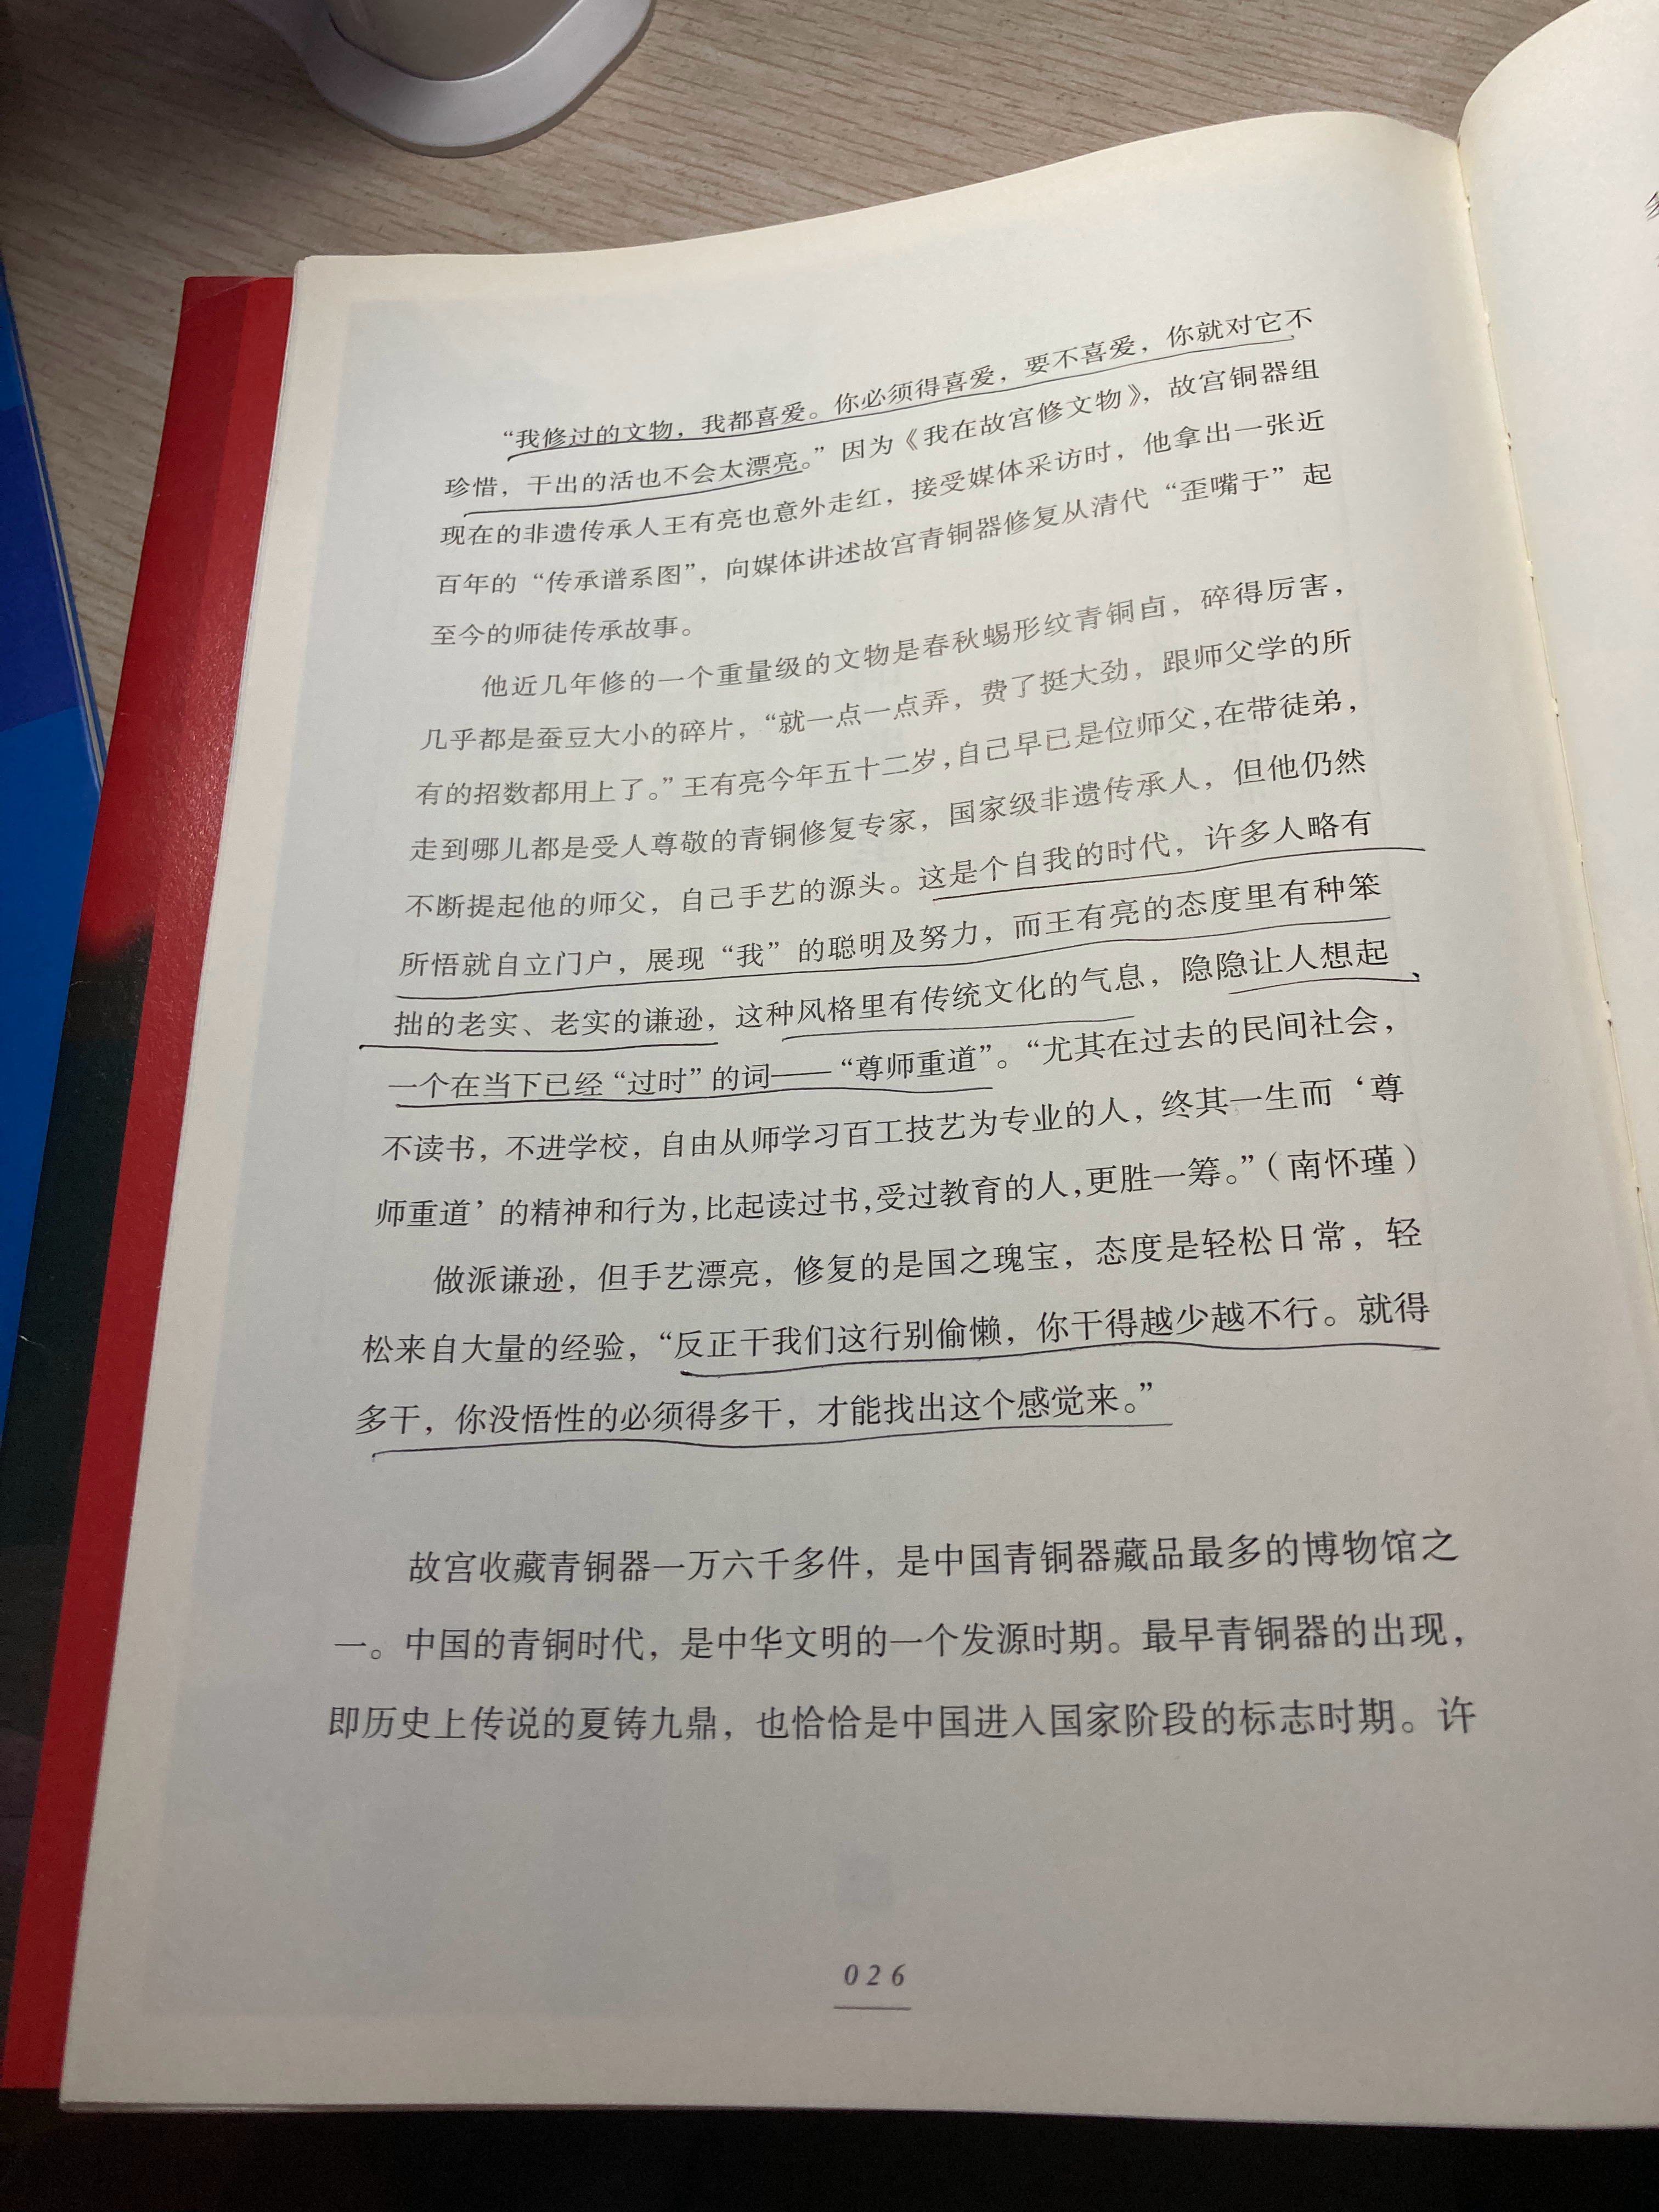 “我修过的文物，我都喜爱。你必须得喜爱，要不喜爱，你就对它不
珍惜，干出的活也不会太漂亮。”因为《我在故宫修文物》，故宫铜器组
现在的非遗传承人王有亮也意外走红，接受媒体采访时，他拿出一张近
百年的“传承谱系图”，向媒体讲述故宫青铜器修复从清代“歪嘴于”起
至今的师徒传承故事。
他近几年修的一个重量级的文物是春秋蜴形纹青铜卣，碎得厉害，
几乎都是蚕豆大小的碎片，“就一点一点弄，费了挺大劲，跟师父学的所
有的招数都用上了。”王有亮今年五十二岁，自己早已是位师父，在带徒弟，
走到哪儿都是受人尊敬的青铜修复专家，国家级非遗传承人，但他仍然
不断提起他的师父，自己手艺的源头。这是个自我的时代，许多人略有
所悟就自立门户，展现“我”的聪明及努力，而王有亮的态度里有种笨
拙的老实、老实的谦逊，这种风格里有传统文化的气息，隐隐让人想起
一个在当下已经“过时”的词——“尊师重道”。“尤其在过去的民间社会，
不读书，不进学校，自由从师学习百工技艺为专业的人，终其一生而‘尊
师重道’的精神和行为，比起读过书，受过教育的人，更胜一筹。”（南怀瑾）
做派谦逊，但手艺漂亮，修复的是国之瑰宝，态度是轻松日常，轻
松来自大量的经验，“反正干我们这行别偷懒，你干得越少越不行。就得
多干，你没悟性的必须得多干，才能找出这个感觉来。”
故宫收藏青铜器一万六千多件，是中国青铜器藏品最多的博物馆之
一。中国的青铜时代，是中华文明的一个发源时期。最早青铜器的出现，
即历史上传说的夏铸九鼎，也恰恰是中国进入国家阶段的标志时期。许
026